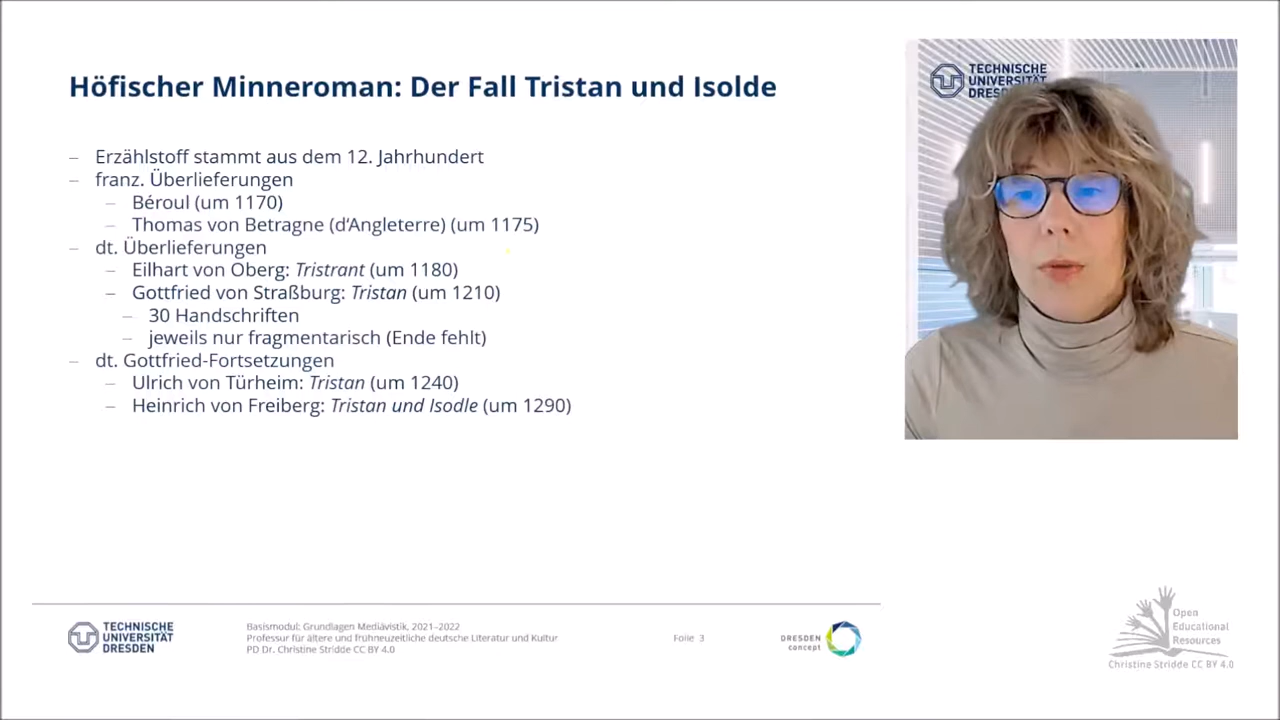 Höfischer Minneroman: Der Fall Tristan und Isolde
– Erzählstoff stammt aus dem 12. Jahrhundert
– franz. Überlieferungen
– Béroul (um 1170)
– Thomas von Betragne (d‘Angleterre) (um 1175)
– dt. Überlieferungen
– Eilhart von Oberg: Tristrant (um 1180)
– Gottfried von Straßburg: Tristan (um 1210)
– 30 Handschriften
– jeweils nur fragmentarisch (Ende fehlt)
– dt. Gottfried-Fortsetzungen
– Ulrich von Türheim: Tristan (um 1240)
– Heinrich von Freiberg: Tristan und Isodle (um 1290)
TECHNISCHE
UNIVERSITÄT
DRES
TECHNISCHE
UNIVERSITÄT
DRESDEN
Basismodul: Grundlagen Mediävistik, 2021–2022
Professur für ältere und frühneuzeitliche deutsche Literatur und Kultur
PD Dr. Christine Stridde CC BY 4.0
Folie 3
DRESDEN
concept
Open
Educational
Resources
Christine Stridde CC BY 4.0